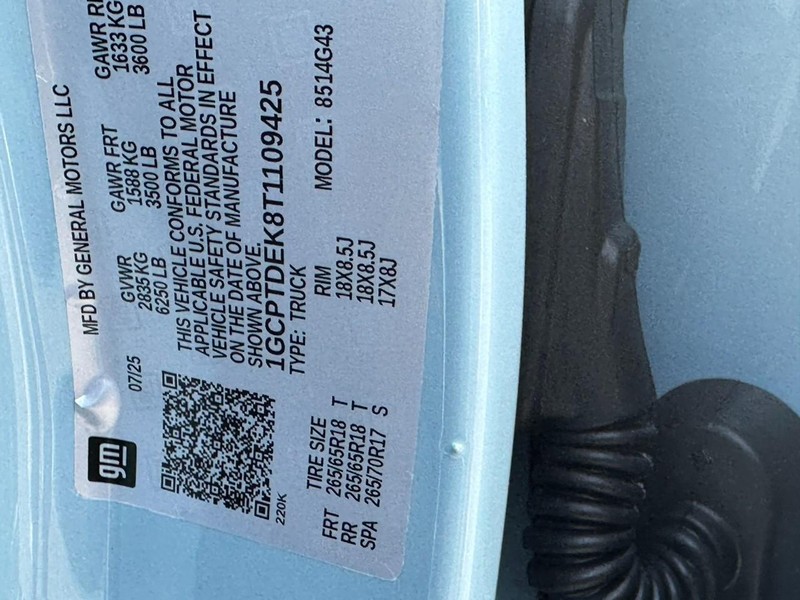 gm
MFD BY GENERAL MOTORS LLC
07/25
GVWR
2835 KG
6250 LB
GAWR FRT
1588 KG
3500 LB
GAWR
1633 KG
3600 LB
THIS VEHICLE CONFORMS TO ALL
APPLICABLE U.S. FEDERAL MOTOR
VEHICLE SAFETY STANDARDS IN EFFECT
ON THE DATE OF MANUFACTURE
SHOWN ABOVE.
1GCPTDEK8T1109425
TYPE: TRUCK
MODEL: 8514G43
220K
TIRE SIZE RIM
FRT 265/65R18 T 18X8.5J
RR 265/65R18 T 18X8.5J
SPA 265/70R17 S 17X8J